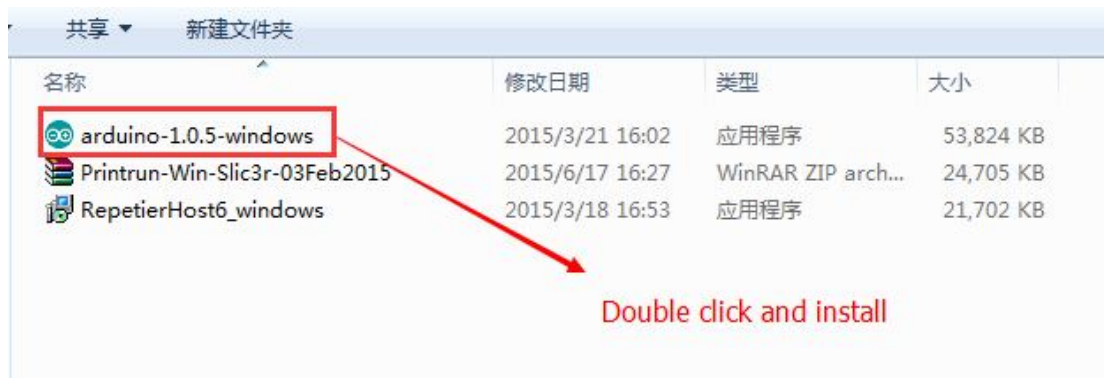 共享 新建文件夹
名称 修改日期 类型 大小
arduino-1.0.5-windows 2015/3/21 16:02 应用程序 53,824 KB
Printrun-Win-Slic3r-03Feb2015 2015/6/17 16:27 WinRAR ZIP arch... 24,705 KB
RepetierHost6_windows 2015/3/18 16:53 应用程序 21,702 KB
Double click and install